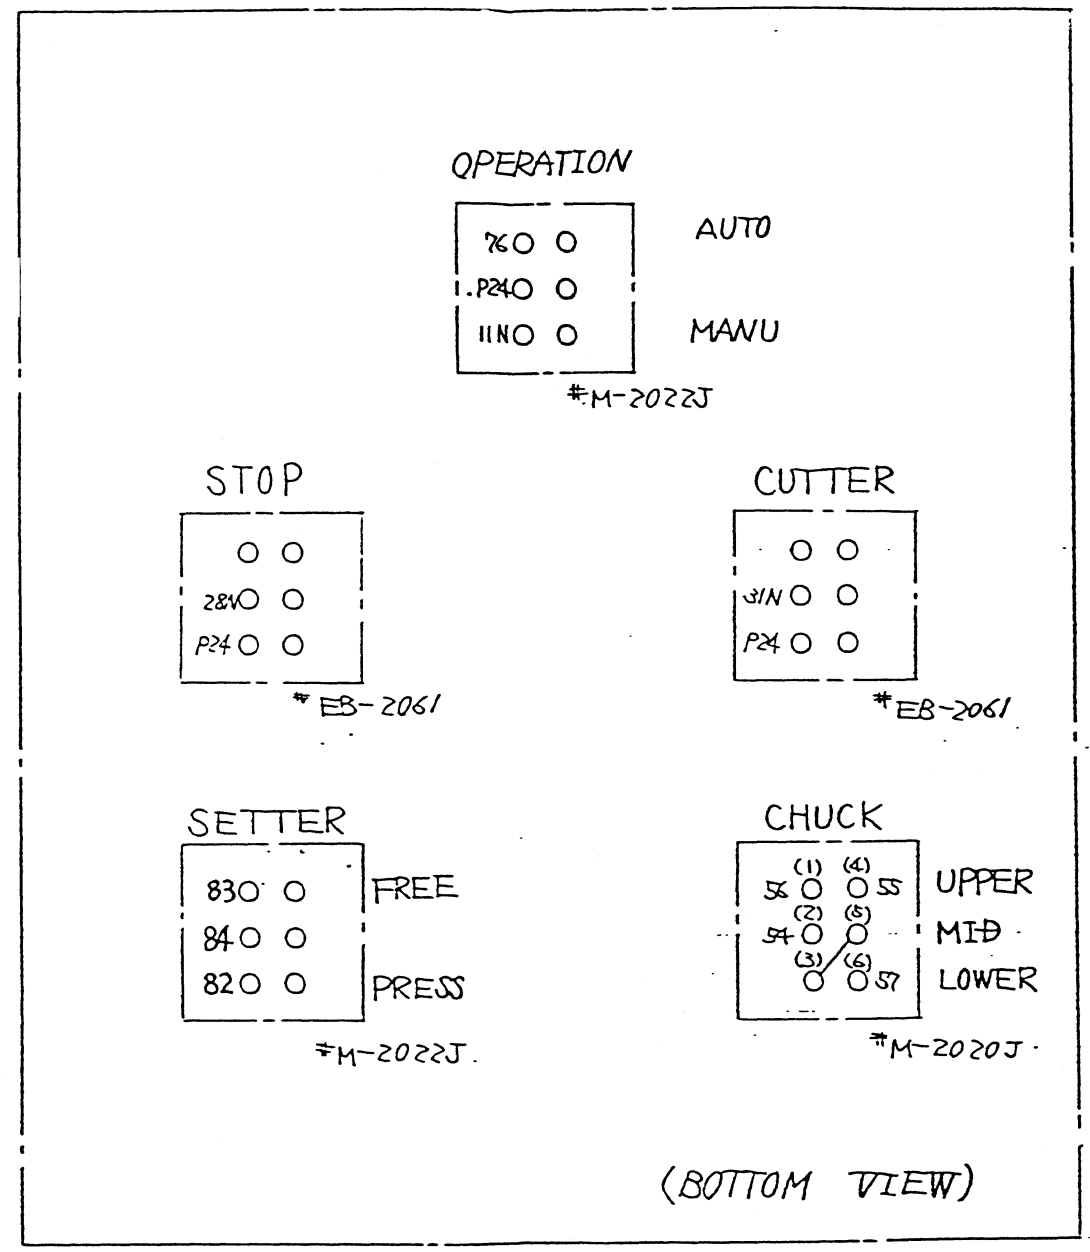 OPERATION
76 AUTO
P24
11N MANU
#M-2022J
STOP
28N
P24
#EB-2061
CUTTER
31N
P24
#EB-2061
SETTER
83 FREE
84
82 PRESS
#M-2022J
CHUCK
(1) (4)
56 55 UPPER
(2) (5)
54 MID
(3) (6)
57 LOWER
#M-2020J
(BOTTOM VIEW)